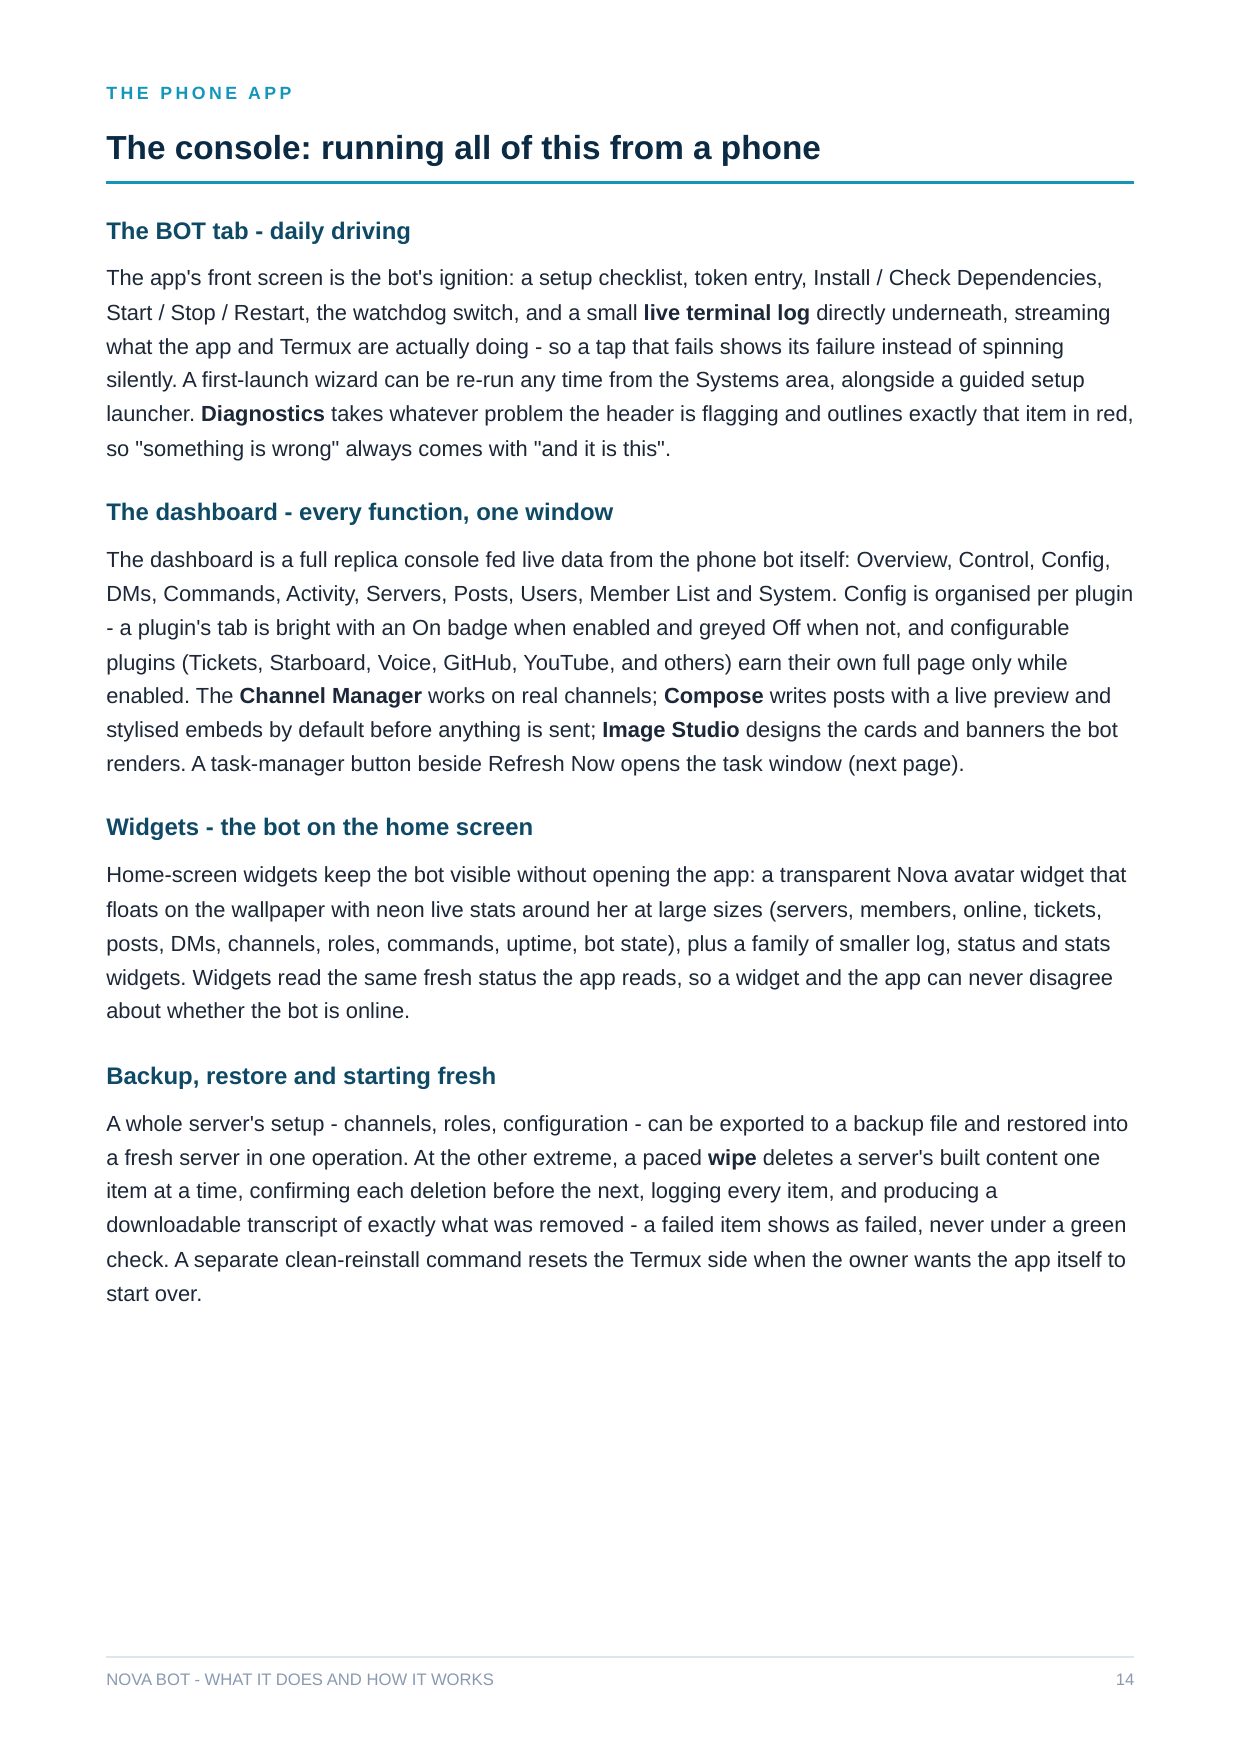 THE PHONE APP
The console: running all of this from a phone
The BOT tab - daily driving
The app's front screen is the bot's ignition: a setup checklist, token entry, Install / Check Dependencies,
Start / Stop / Restart, the watchdog switch, and a small live terminal log directly underneath, streaming
what the app and Termux are actually doing - so a tap that fails shows its failure instead of spinning
silently. A first-launch wizard can be re-run any time from the Systems area, alongside a guided setup
launcher. Diagnostics takes whatever problem the header is flagging and outlines exactly that item in red,
so "something is wrong" always comes with "and it is this".
The dashboard - every function, one window
The dashboard is a full replica console fed live data from the phone bot itself: Overview, Control, Config,
DMs, Commands, Activity, Servers, Posts, Users, Member List and System. Config is organised per plugin
- a plugin's tab is bright with an On badge when enabled and greyed Off when not, and configurable
plugins (Tickets, Starboard, Voice, GitHub, YouTube, and others) earn their own full page only while
enabled. The Channel Manager works on real channels; Compose writes posts with a live preview and
stylised embeds by default before anything is sent; Image Studio designs the cards and banners the bot
renders. A task-manager button beside Refresh Now opens the task window (next page).
Widgets - the bot on the home screen
Home-screen widgets keep the bot visible without opening the app: a transparent Nova avatar widget that
floats on the wallpaper with neon live stats around her at large sizes (servers, members, online, tickets,
posts, DMs, channels, roles, commands, uptime, bot state), plus a family of smaller log, status and stats
widgets. Widgets read the same fresh status the app reads, so a widget and the app can never disagree
about whether the bot is online.
Backup, restore and starting fresh
A whole server's setup - channels, roles, configuration - can be exported to a backup file and restored into
a fresh server in one operation. At the other extreme, a paced wipe deletes a server's built content one
item at a time, confirming each deletion before the next, logging every item, and producing a
downloadable transcript of exactly what was removed - a failed item shows as failed, never under a green
check. A separate clean-reinstall command resets the Termux side when the owner wants the app itself to
start over.
NOVA BOT - WHAT IT DOES AND HOW IT WORKS
14